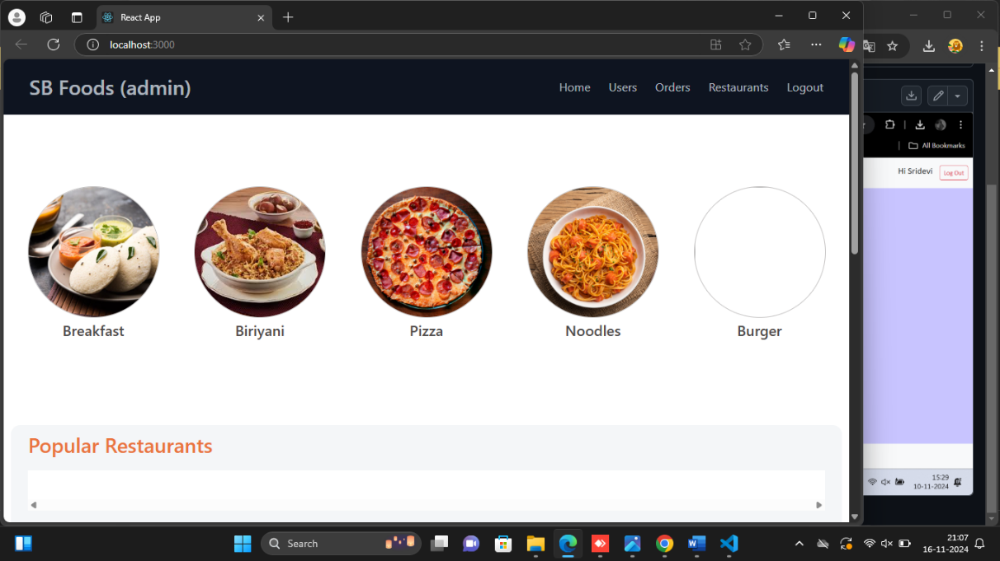 React App
localhost:3000
SB Foods (admin)
Home Users Orders Restaurants Logout
All Bookmarks
Hi Sridevi Log Out
Breakfast Biriyani Pizza Noodles Burger
Popular Restaurants
15:29
10-11-2024
Search
21:07
16-11-2024